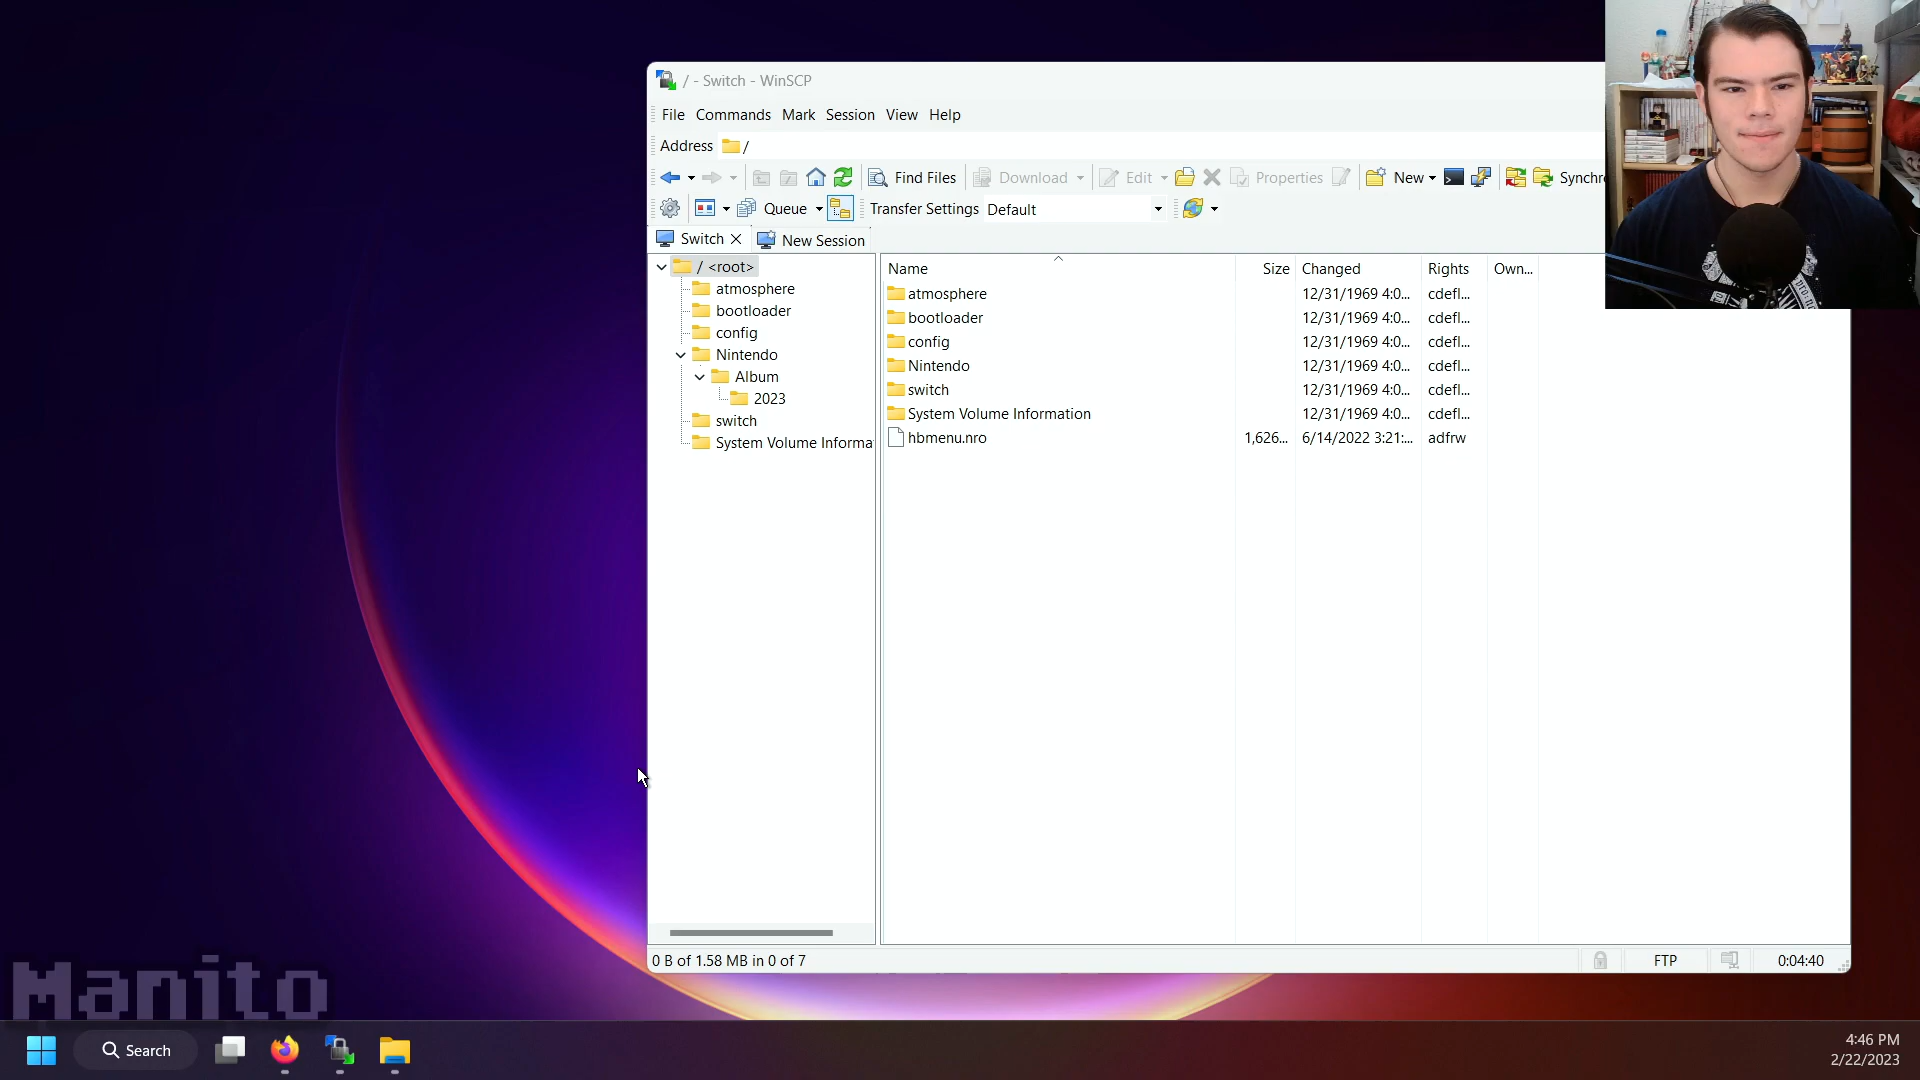 / - Switch - WinSCP
File Commands Mark Session View Help
Address /
Find Files Download Edit Properties New Synchr
Queue Transfer Settings Default
Switch New Session
/ <root>
atmosphere
bootloader
config
Nintendo
Album
2023
switch
System Volume Informa
Name Size Changed Rights Own...
atmosphere 12/31/1969 4:0... cdefl...
bootloader 12/31/1969 4:0... cdefl...
config 12/31/1969 4:0... cdefl...
Nintendo 12/31/1969 4:0... cdefl...
switch 12/31/1969 4:0... cdefl...
System Volume Information 12/31/1969 4:0... cdefl...
hbmenu.nro 1,626... 6/14/2022 3:21:... adfrw
0 B of 1.58 MB in 0 of 7 FTP 0:04:40
Manito
Search
4:46 PM
2/22/2023